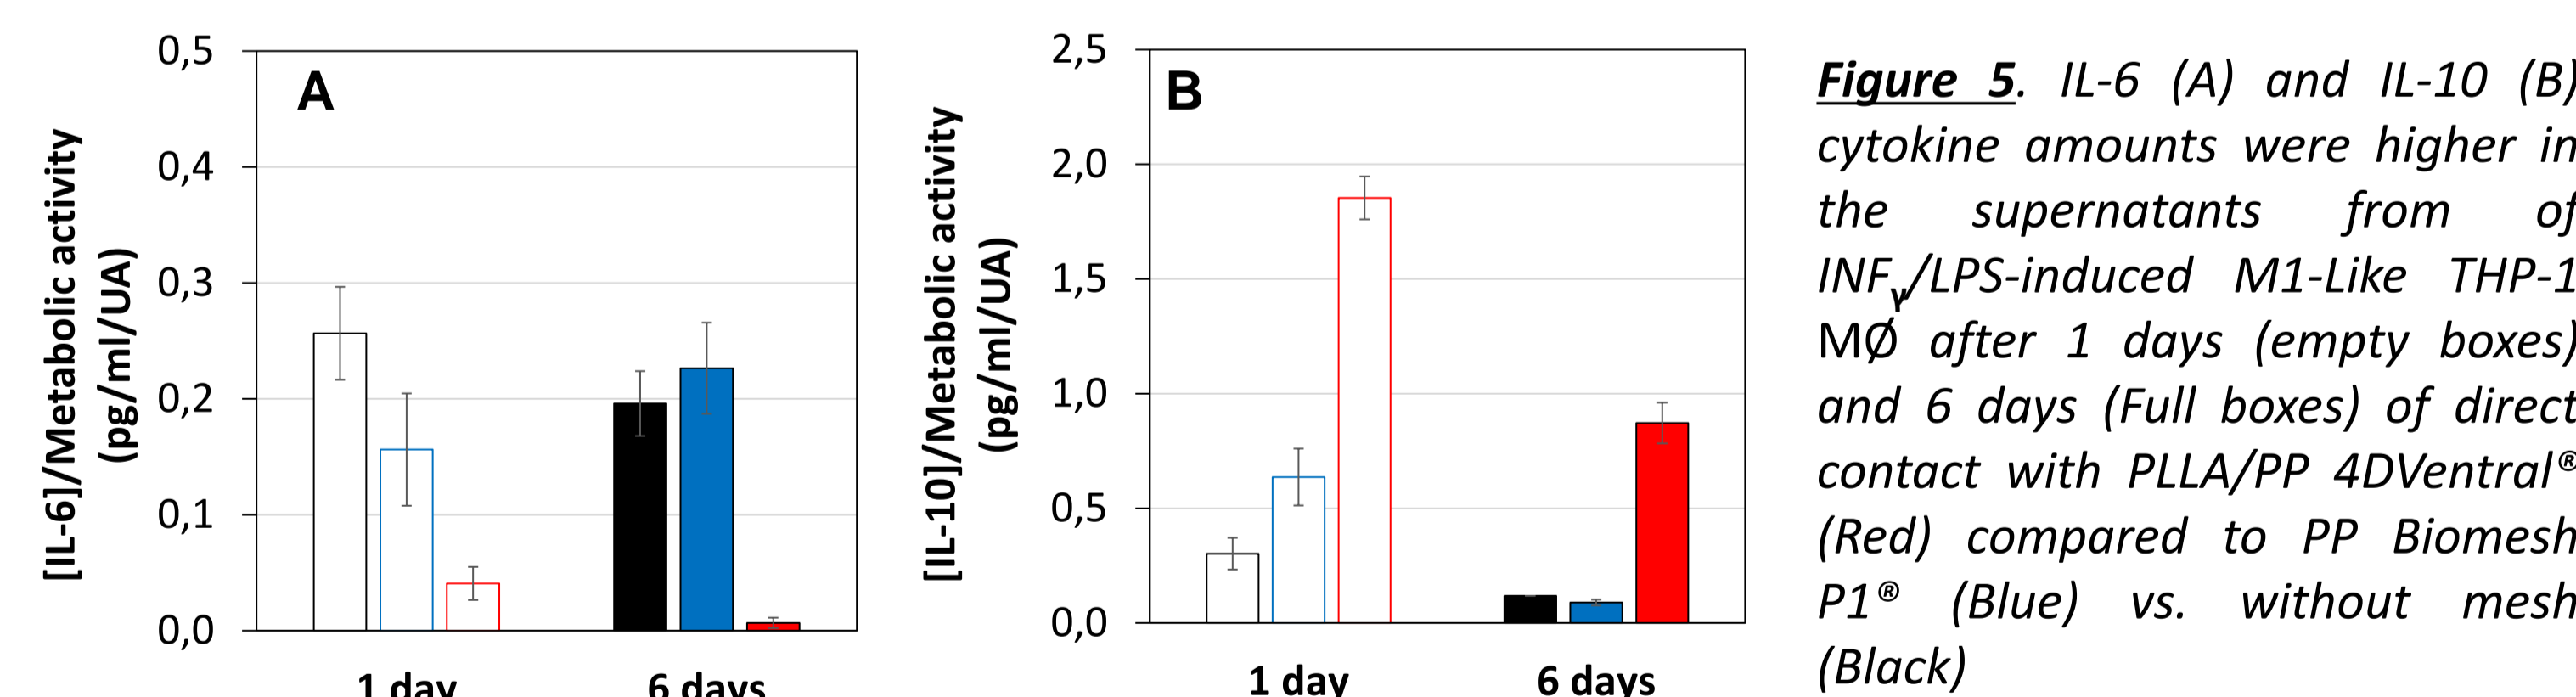 A
0,5
0,4
0,3
0,2
0,1
0,0
[IL-6]/Metabolic activity
(pg/ml/UA)
1 day
6 days
B
2,5
2,0
1,5
1,0
0,5
0,0
[IL-10]/Metabolic activity
(pg/ml/UA)
1 day
6 days
Figure 5. IL-6 (A) and IL-10 (B)
cytokine amounts were higher in
the supernatants from of
INFγ/LPS-induced M1-Like THP-1
MØ after 1 days (empty boxes)
and 6 days (Full boxes) of direct
contact with PLLA/PP 4DVentral®
(Red) compared to PP Biomesh
P1® (Blue) vs. without mesh
(Black)